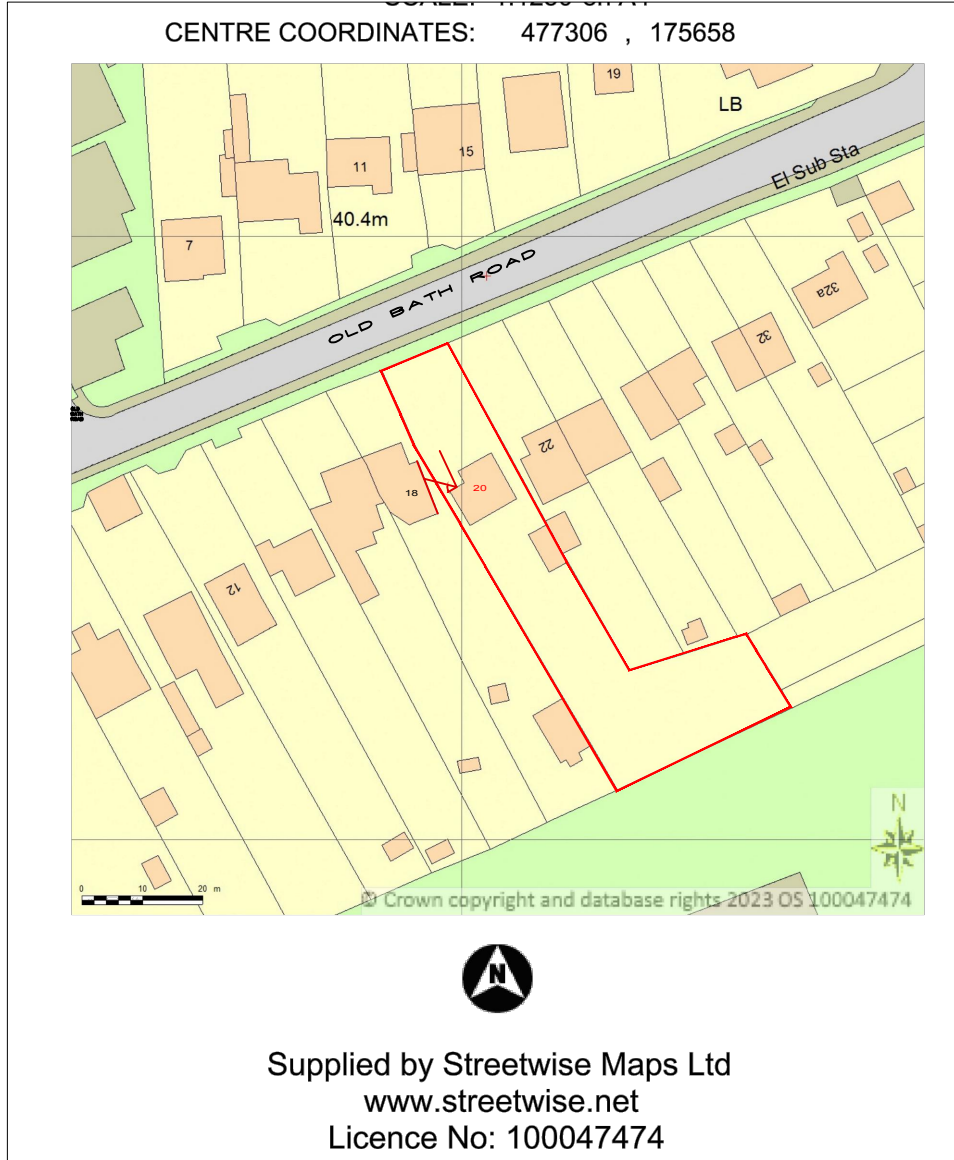 CENTRE COORDINATES: 477306 , 175658
19
LB
15
11
El Sub Sta
40.4m
7
OLD BATH ROAD
32a
32
22
18
20
12
N
0 10 20 m
© Crown copyright and database rights 2023 OS 100047474
N
Supplied by Streetwise Maps Ltd
www.streetwise.net
Licence No: 100047474